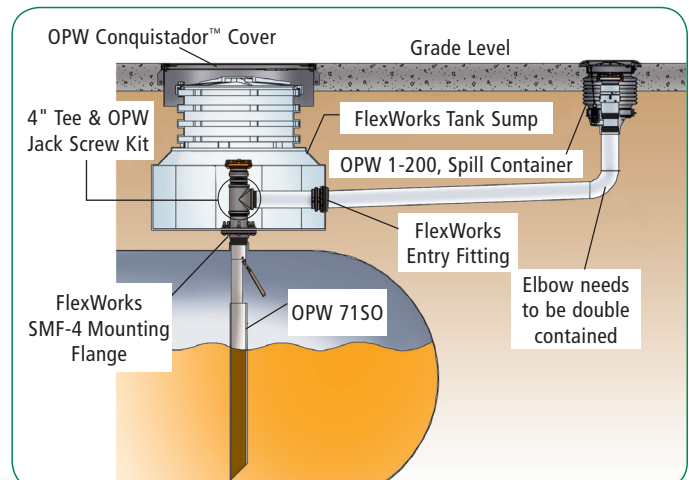 OPW Conquistador™ Cover
Grade Level
4" Tee & OPW
Jack Screw Kit
FlexWorks Tank Sump
OPW 1-200, Spill Container
FlexWorks
Entry Fitting
Elbow needs
to be double
contained
FlexWorks
SMF-4 Mounting
Flange
OPW 71SO